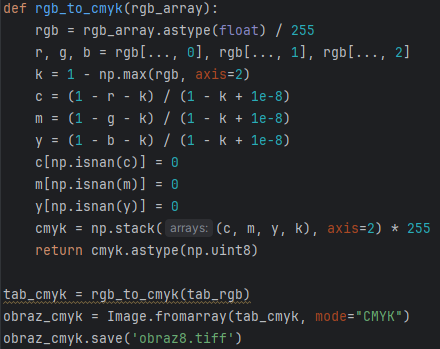 def rgb_to_cmyk(rgb_array):
    rgb = rgb_array.astype(float) / 255
    r, g, b = rgb[..., 0], rgb[..., 1], rgb[..., 2]
    k = 1 - np.max(rgb, axis=2)
    c = (1 - r - k) / (1 - k + 1e-8)
    m = (1 - g - k) / (1 - k + 1e-8)
    y = (1 - b - k) / (1 - k + 1e-8)
    c[np.isnan(c)] = 0
    m[np.isnan(m)] = 0
    y[np.isnan(y)] = 0
    cmyk = np.stack( arrays: (c, m, y, k), axis=2) * 255
    return cmyk.astype(np.uint8)
tab_cmyk = rgb_to_cmyk(tab_rgb)
obraz_cmyk = Image.fromarray(tab_cmyk, mode="CMYK")
obraz_cmyk.save('obraz8.tiff')